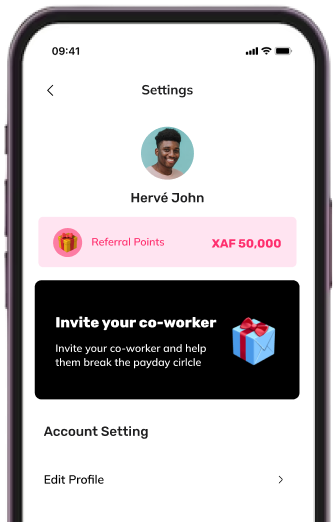 09:41
Settings
Hervé John
Referral Points XAF 50,000
Invite your co-worker
Invite your co-worker and help
them break the payday cirlcle
Account Setting
Edit Profile